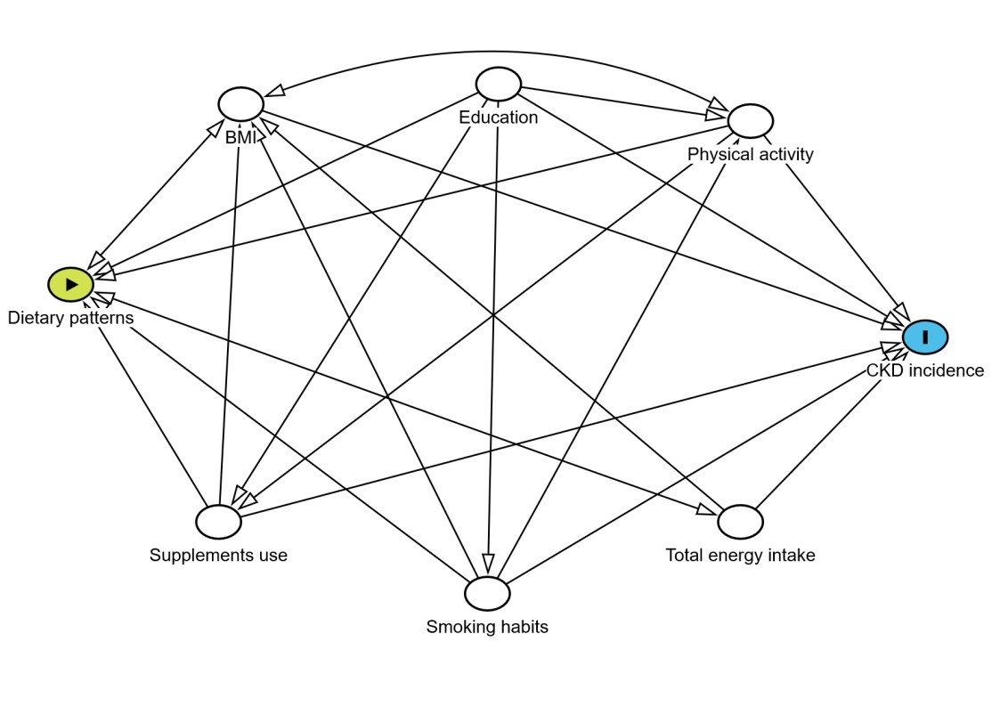 Education
BMI
Physical activity
Dietary patterns
CKD incidence
Supplements use
Total energy intake
Smoking habits